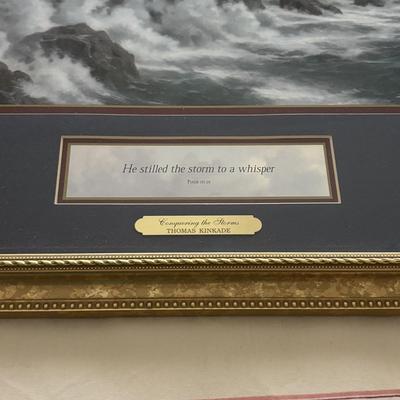 He stilled the storm to a whisper
Conquering the Storms
THOMAS KINKADE